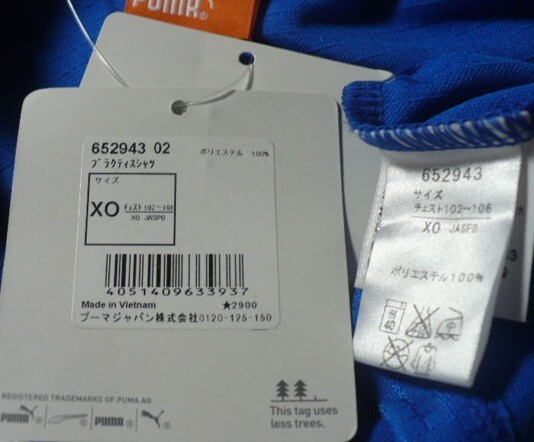 PUMA®
652943 02
ﾌﾟﾗｸﾃｨｽｼｬﾂ
ﾎﾟﾘｴｽﾃﾙ 100%
サイズ
XO
ﾁｪｽﾄ102~108
XO JASPO
4051409633937
Made in Vietnam
★2900
プーマジャパン株式会社0120-125-150
REGISTERED TRADEMARKS OF PUMA AG
PUMA
PUMA
This tag uses
less trees.
652943
サイズ
ﾁｪｽﾄ102~108
XO JASPO
ﾎﾟﾘｴｽﾃﾙ100%
40